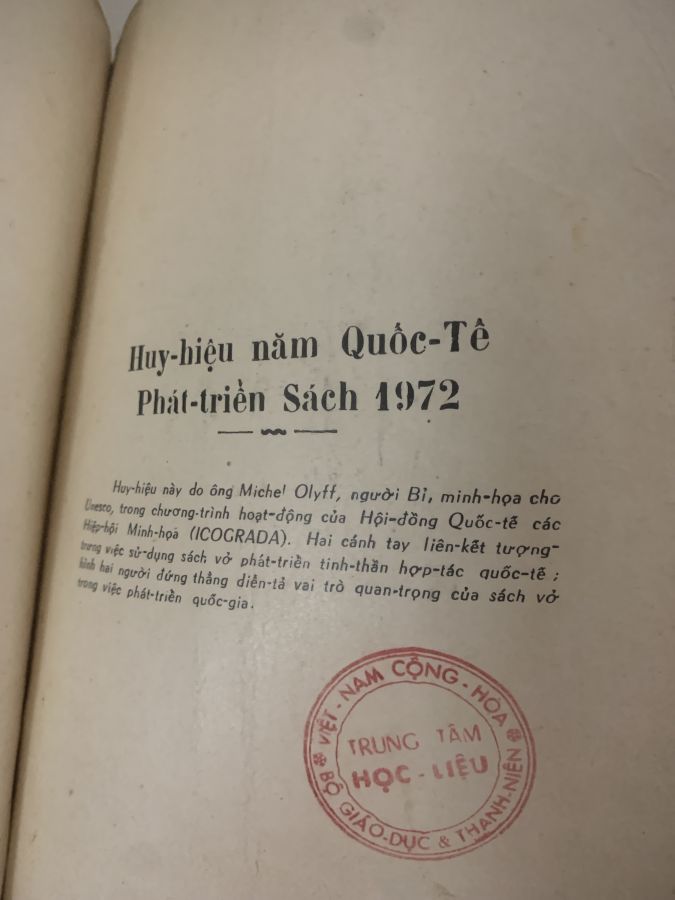 Huy-hiệu năm Quốc-Tế
Phát-triển Sách 1972
Huy-hiệu này do ông Michel Olyff, người Bỉ, minh-họa cho
Unesco, trong chương-trình hoạt-động của Hội-đồng Quốc-tế các
Hiệp-hội Minh-họa (ICOGRADA). Hai cánh tay liên-kết tượng-
trưng việc sử-dụng sách vở phát-triển tinh-thần hợp-tác quốc-tế ;
hình hai người đứng thẳng diễn-tả vai trò quan-trọng của sách vở
trong việc phát-triển quốc-gia.
VIỆT-NAM CỘNG-HÒA
TRUNG TÂM
HỌC-LIỆU
BỘ GIÁO-DỤC & THANH-NIÊN